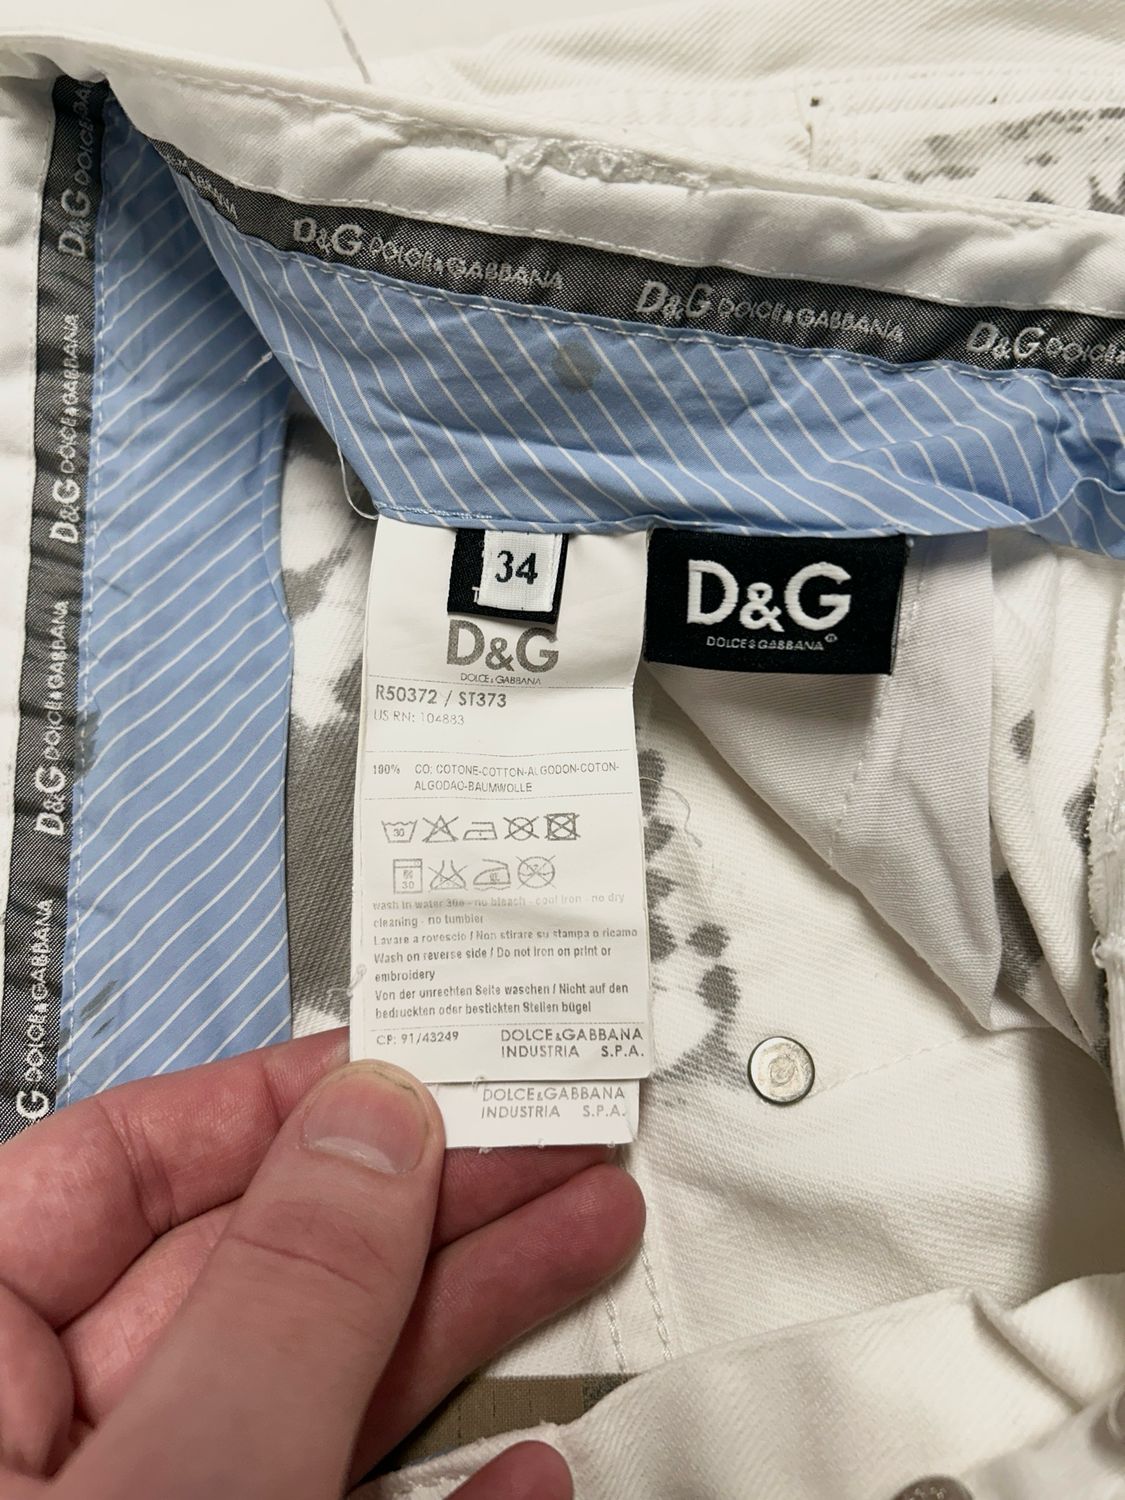 D&G DOLCE&GABBANA
D&G DOLCE&GABBANA
D&G
D&G DOLCE&GABBANA
D&G DOLCE&GABBANA
D&G DOLCE&GABBANA
G DOLCE&GABBANA
34
D&G
DOLCE&GABBANA
D&G
DOLCE&GABBANA®
R50372 / ST373
US RN: 104883
100% CO: COTONE-COTTON-ALGODON-COTON-
ALGODAO-BAUMWOLLE
30
30
wash in water 30° - no bleach - cool iron - no dry
cleaning - no tumbler
Lavare a rovescio / Non stirare su stampa o ricamo
Wash on reverse side / Do not iron on print or
embroidery
Von der unrechten Seite waschen / Nicht auf den
bedruckten oder bestickten Stellen bügel
CP: 91/43249 DOLCE&GABBANA
INDUSTRIA S.P.A.
DOLCE&GABBANA
INDUSTRIA S.P.A.